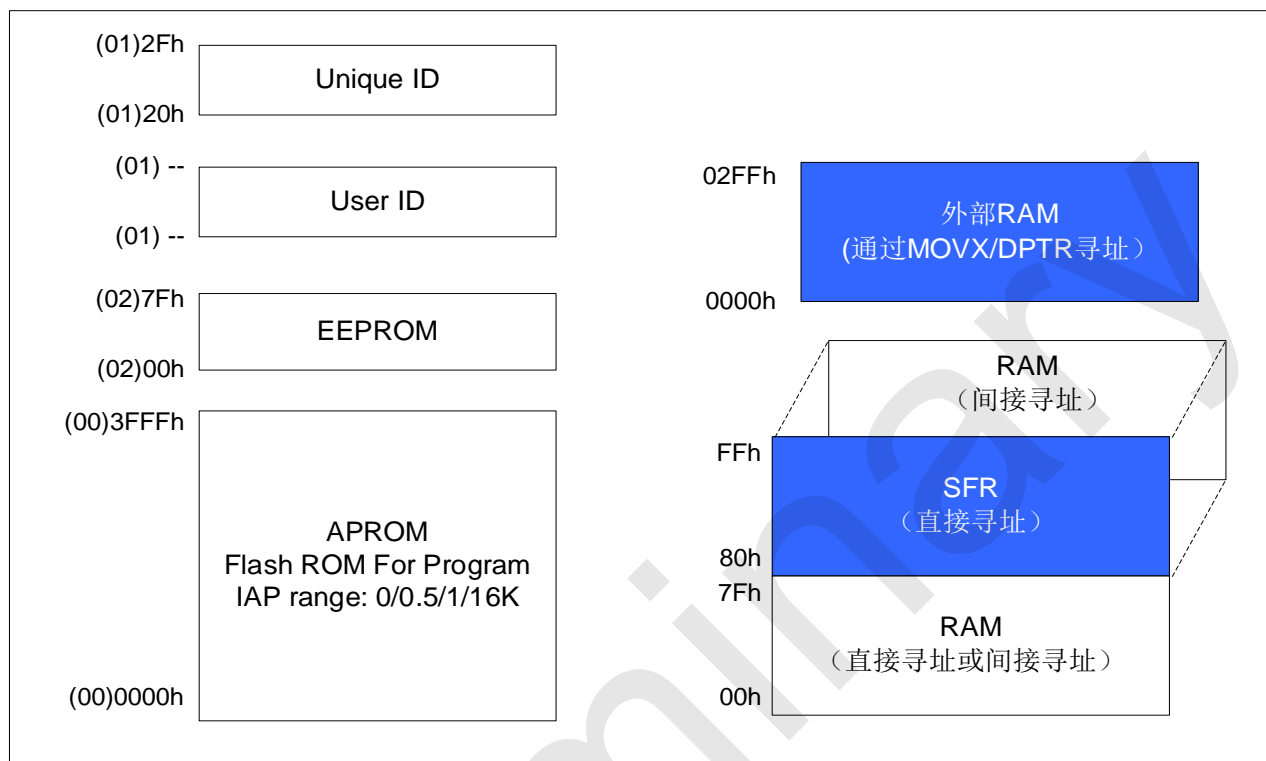 (01)2Fh
Unique ID
(01)20h
(01) --
User ID
(01) --
(02)7Fh
EEPROM
(02)00h
(00)3FFFh
APROM
Flash ROM For Program
IAP range: 0/0.5/1/16K
(00)0000h
02FFh
外部RAM
(通过MOVX/DPTR寻址）
0000h
RAM
（间接寻址）
FFh
SFR
（直接寻址）
80h
7Fh
RAM
（直接寻址或间接寻址）
00h
minary